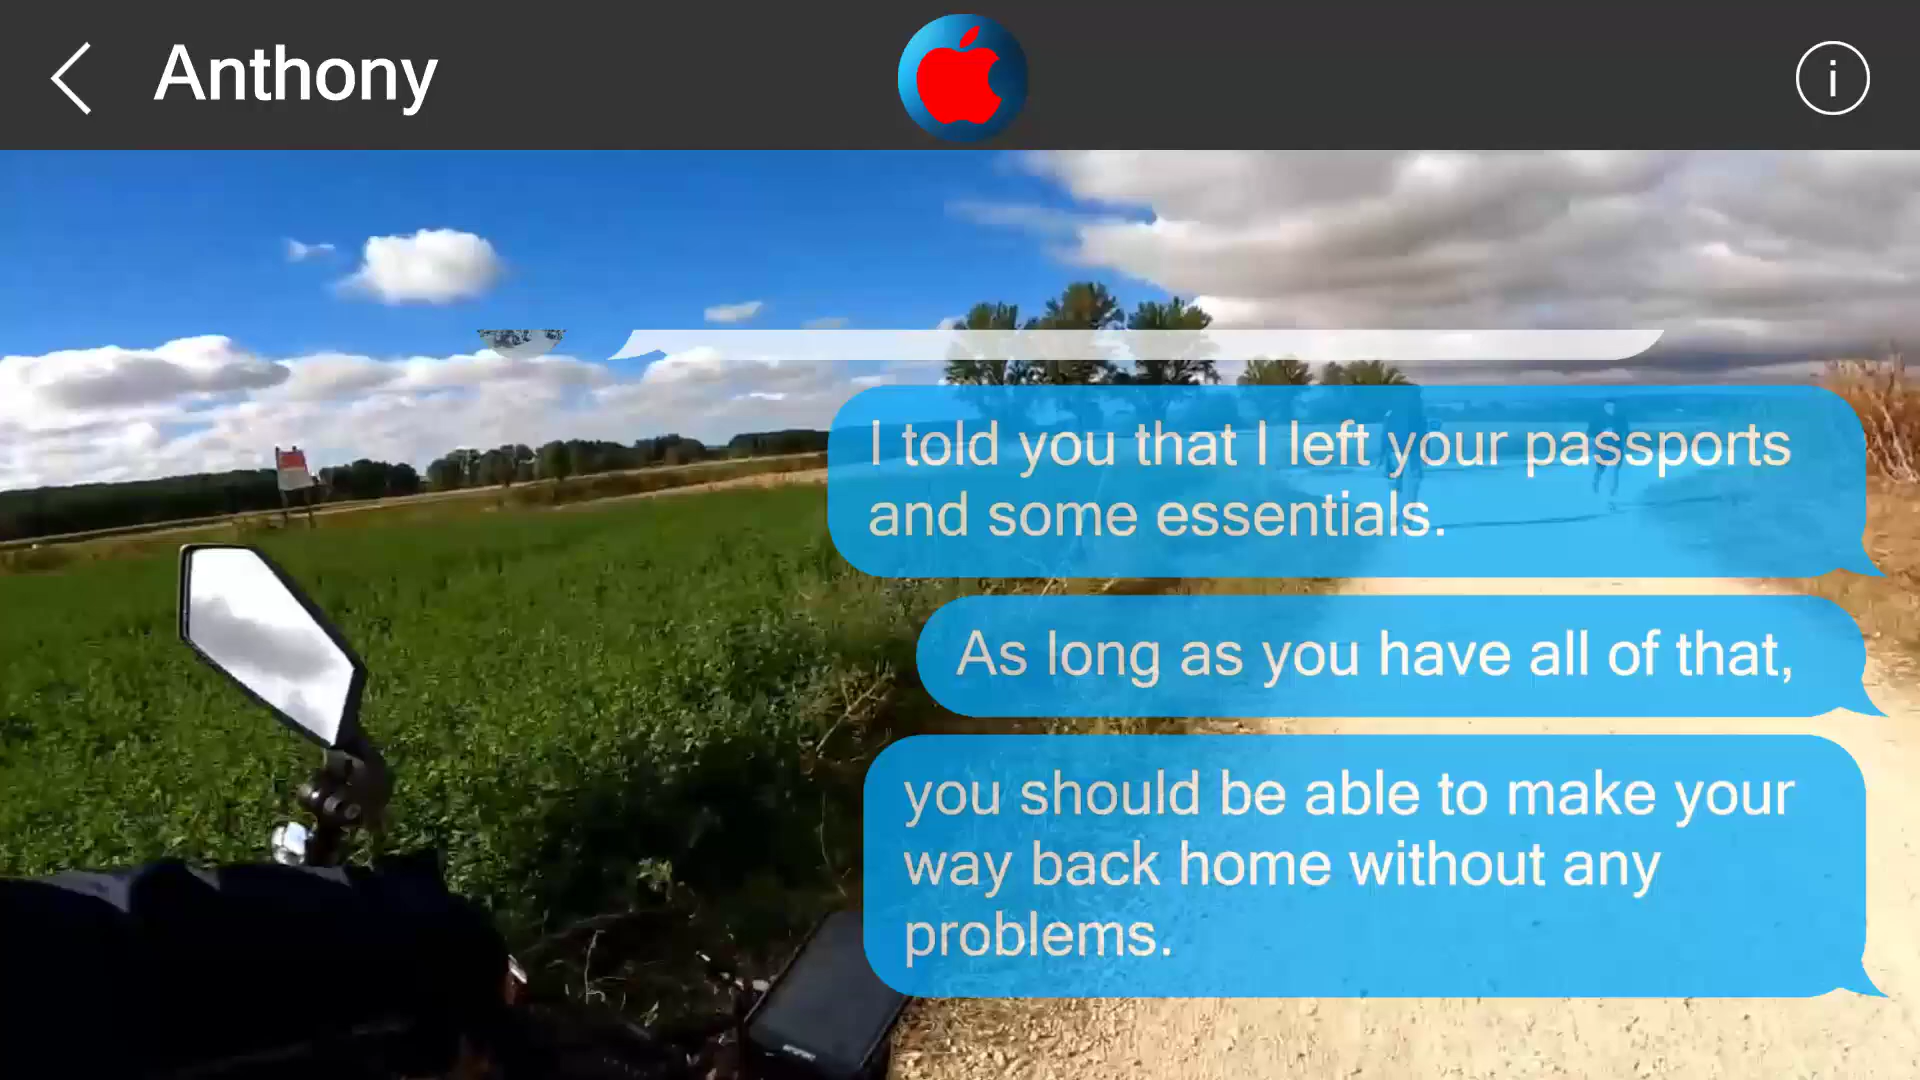 Anthony
I told you that I left your passports
and some essentials.
As long as you have all of that,
you should be able to make your
way back home without any
problems.